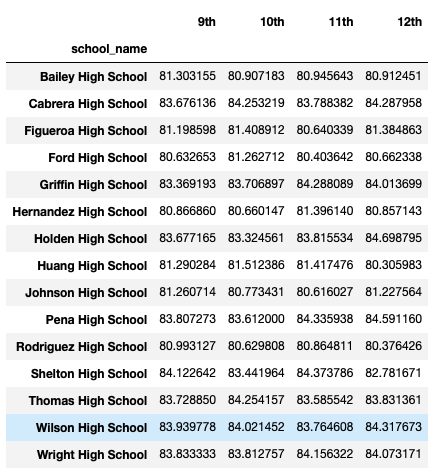 9th 10th 11th 12th
school_name
Bailey High School 81.303155 80.907183 80.945643 80.912451
Cabrera High School 83.676136 84.253219 83.788382 84.287958
Figueroa High School 81.198598 81.408912 80.640339 81.384863
Ford High School 80.632653 81.262712 80.403642 80.662338
Griffin High School 83.369193 83.706897 84.288089 84.013699
Hernandez High School 80.866860 80.660147 81.396140 80.857143
Holden High School 83.677165 83.324561 83.815534 84.698795
Huang High School 81.290284 81.512386 81.417476 80.305983
Johnson High School 81.260714 80.773431 80.616027 81.227564
Pena High School 83.807273 83.612000 84.335938 84.591160
Rodriguez High School 80.993127 80.629808 80.864811 80.376426
Shelton High School 84.122642 83.441964 84.373786 82.781671
Thomas High School 83.728850 84.254157 83.585542 83.831361
Wilson High School 83.939778 84.021452 83.764608 84.317673
Wright High School 83.833333 83.812757 84.156322 84.073171